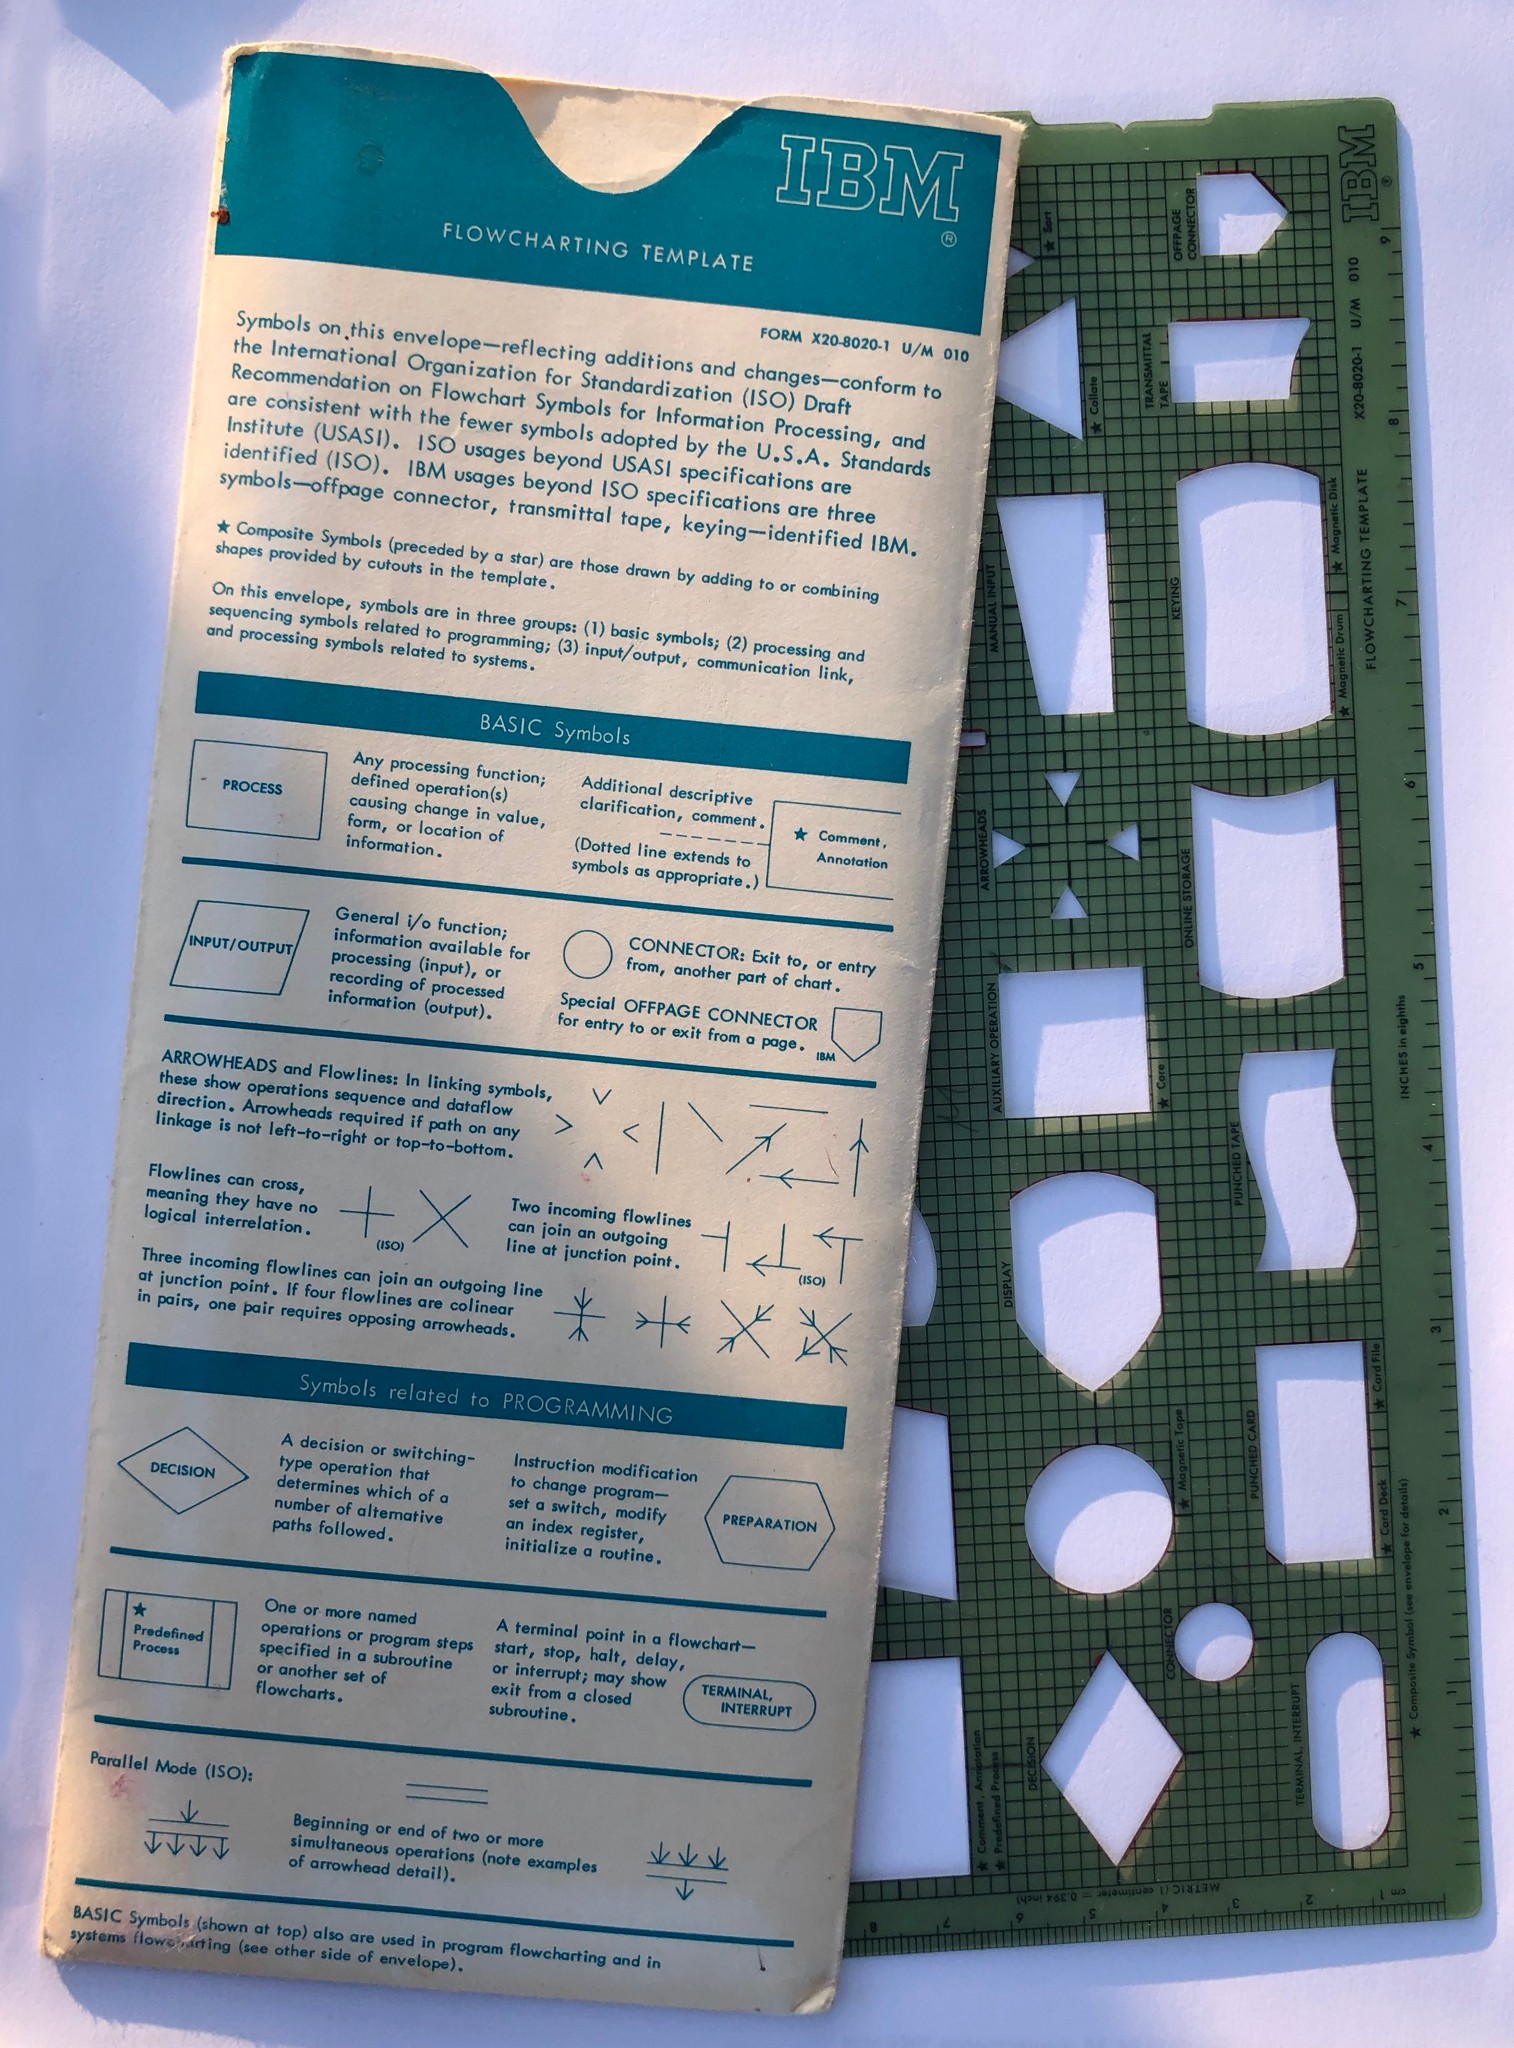 IBM
®
FLOWCHARTING TEMPLATE
FORM X20-8020-1 U/M 010
Symbols on this envelope—reflecting additions and changes—conform to
the International Organization for Standardization (ISO) Draft
Recommendation on Flowchart Symbols for Information Processing, and
are consistent with the fewer symbols adopted by the U.S.A. Standards
Institute (USASI). ISO usages beyond USASI specifications are
identified (ISO). IBM usages beyond ISO specifications are three
symbols—offpage connector, transmittal tape, keying—identified IBM.
★ Composite Symbols (preceded by a star) are those drawn by adding to or combining
shapes provided by cutouts in the template.
On this envelope, symbols are in three groups: (1) basic symbols; (2) processing and
sequencing symbols related to programming; (3) input/output, communication link,
and processing symbols related to systems.
BASIC Symbols
PROCESS
Any processing function;
defined operation(s)
causing change in value,
form, or location of
information.
Additional descriptive
clarification, comment.
(Dotted line extends to
symbols as appropriate.)
★ Comment,
Annotation
INPUT/OUTPUT
General i/o function;
information available for
processing (input), or
recording of processed
information (output).
CONNECTOR: Exit to, or entry
from, another part of chart.
Special OFFPAGE CONNECTOR
for entry to or exit from a page.
IBM
ARROWHEADS and Flowlines: In linking symbols,
these show operations sequence and dataflow
direction. Arrowheads required if path on any
linkage is not left-to-right or top-to-bottom.
Flowlines can cross,
meaning they have no
logical interrelation.
(ISO)
Two incoming flowlines
can join an outgoing
line at junction point.
(ISO)
Three incoming flowlines can join an outgoing line
at junction point. If four flowlines are colinear
in pairs, one pair requires opposing arrowheads.
Symbols related to PROGRAMMING
DECISION
A decision or switching-
type operation that
determines which of a
number of alternative
paths followed.
Instruction modification
to change program—
set a switch, modify
an index register,
initialize a routine.
PREPARATION
★
Predefined
Process
One or more named
operations or program steps
specified in a subroutine
or another set of
flowcharts.
A terminal point in a flowchart—
start, stop, halt, delay,
or interrupt; may show
exit from a closed
subroutine.
TERMINAL,
INTERRUPT
Parallel Mode (ISO):
Beginning or end of two or more
simultaneous operations (note examples
of arrowhead detail).
BASIC Symbols (shown at top) also are used in program flowcharting and in
systems flowcharting (see other side of envelope).
IBM
®
X20-8020-1 U/M 010
FLOWCHARTING TEMPLATE
INCHES in eighths
★ Composite Symbol (see envelope for details)
9
8
7
6
5
4
3
2
1
★ Sort
OFFPAGE
CONNECTOR
★ Collate
TRANSMITTAL
TAPE
MANUAL INPUT
KEYING
★ Magnetic Disk
★ Magnetic Drum
ARROWHEADS
ONLINE STORAGE
AUXILIARY OPERATION
★ Core
PUNCHED TAPE
DISPLAY
★ Magnetic Tape
PUNCHED CARD
★ Card File
★ Card Deck
CONNECTOR
DECISION
TERMINAL, INTERRUPT
★ Comment, Annotation
★ Predefined Process
METRIC (1 centimeter = 0.394 inch)
cm 1
2
3
4
5
6
7
8